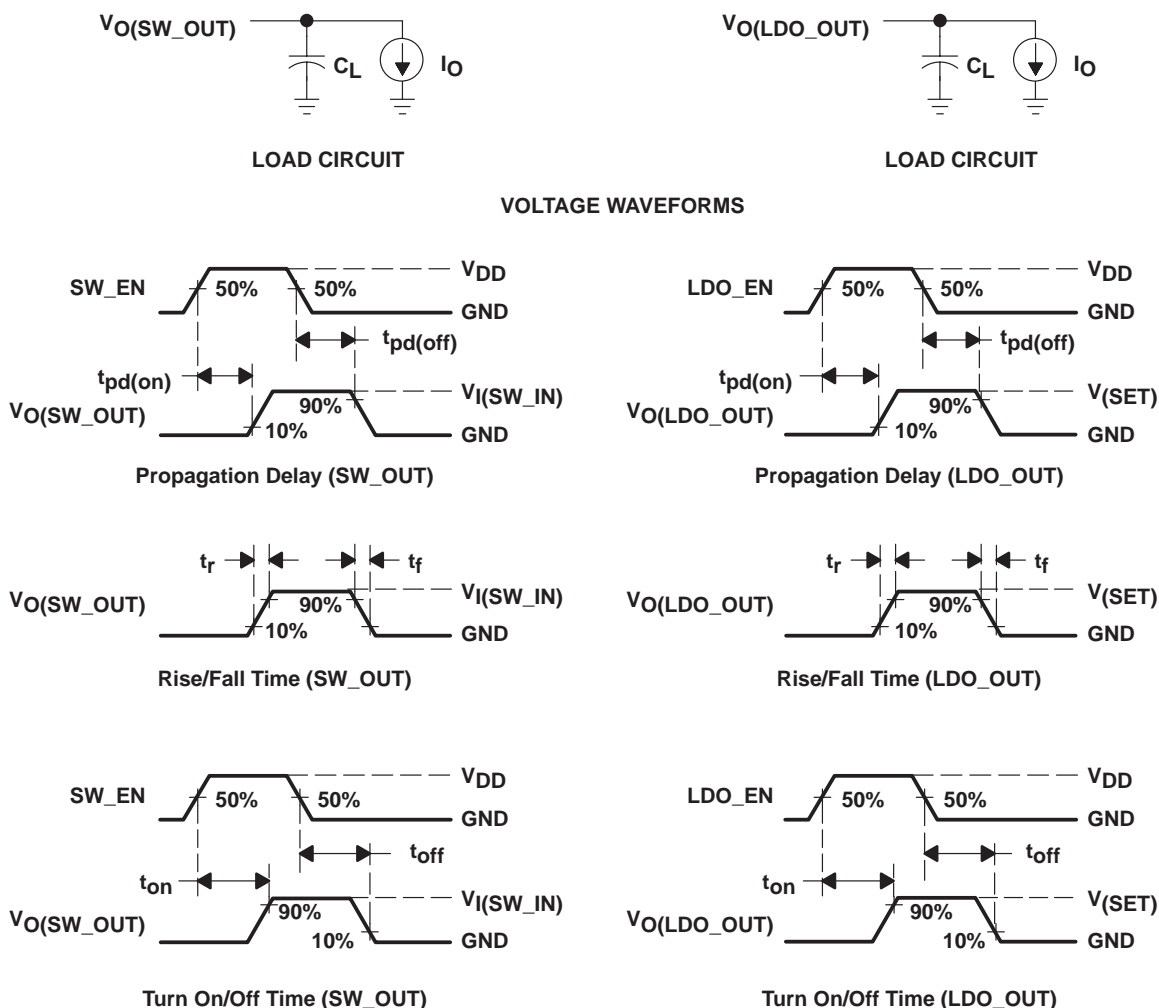 VO(SW_OUT)
CL
IO
LOAD CIRCUIT
VO(LDO_OUT)
CL
IO
LOAD CIRCUIT
VOLTAGE WAVEFORMS
SW_EN
50%
50%
VDD
GND
tpd(off)
tpd(on)
VO(SW_OUT)
90%
10%
VI(SW_IN)
GND
Propagation Delay (SW_OUT)
LDO_EN
50%
50%
VDD
GND
tpd(off)
tpd(on)
VO(LDO_OUT)
90%
10%
V(SET)
GND
Propagation Delay (LDO_OUT)
tr
tf
VO(SW_OUT)
90%
10%
VI(SW_IN)
GND
Rise/Fall Time (SW_OUT)
tr
tf
VO(LDO_OUT)
90%
10%
V(SET)
GND
Rise/Fall Time (LDO_OUT)
SW_EN
50%
50%
VDD
GND
toff
ton
VO(SW_OUT)
90%
10%
VI(SW_IN)
GND
Turn On/Off Time (SW_OUT)
LDO_EN
50%
50%
VDD
GND
toff
ton
VO(LDO_OUT)
90%
10%
V(SET)
GND
Turn On/Off Time (LDO_OUT)